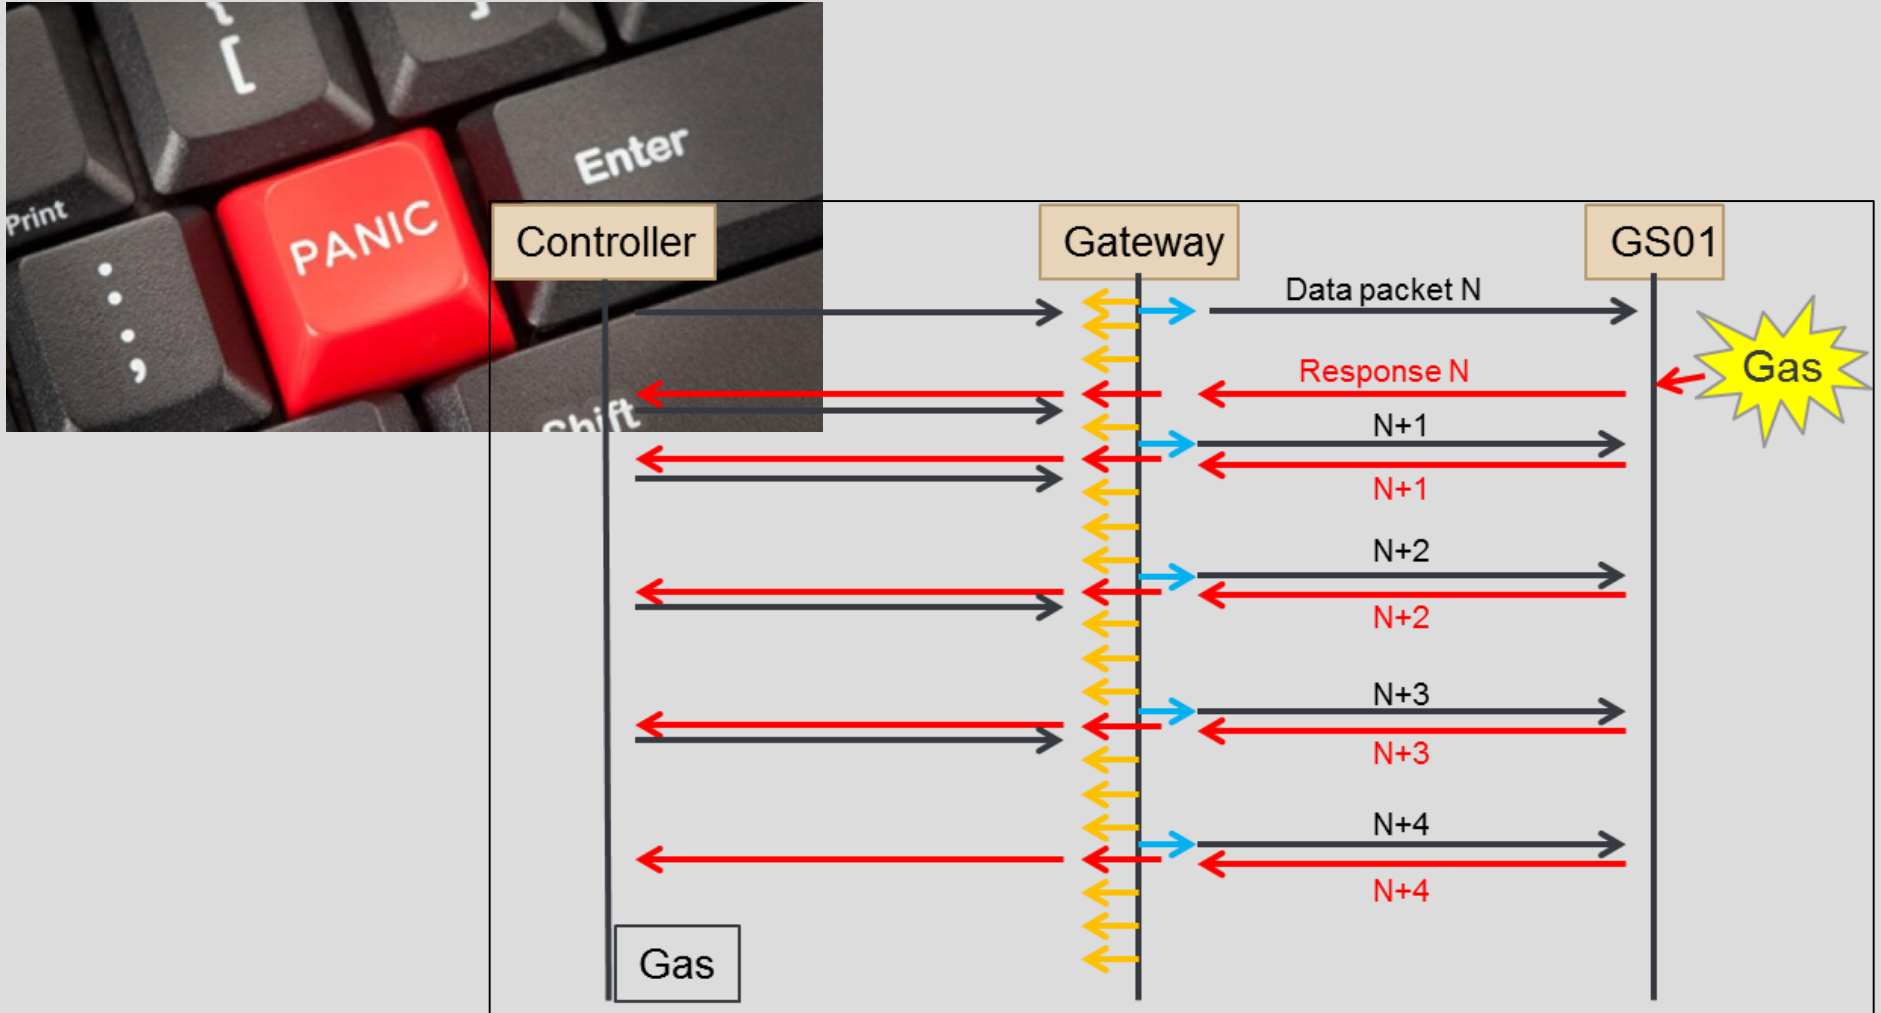 {
[
}
Enter
Print
PANIC
:
;
Shift
Controller
Gateway
GS01
Data packet N
Gas
Response N
N+1
N+1
N+2
N+2
N+3
N+3
N+4
N+4
Gas